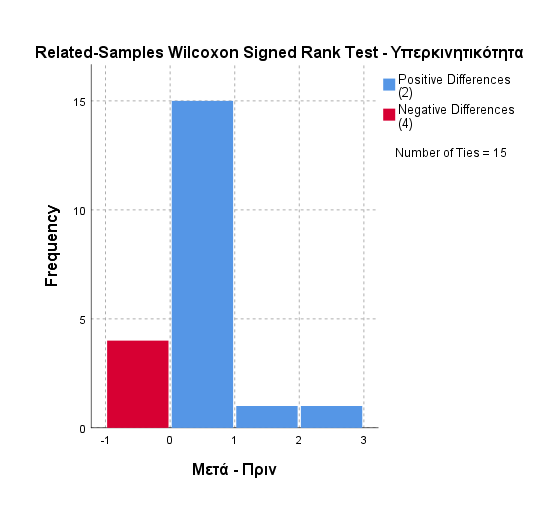 Related-Samples Wilcoxon Signed Rank Test - Υπερκινητικότητα
Positive Differences
(2)
Negative Differences
(4)
Number of Ties = 15
Frequency
15
10
5
0
-1
0
1
2
3
Μετά - Πριν